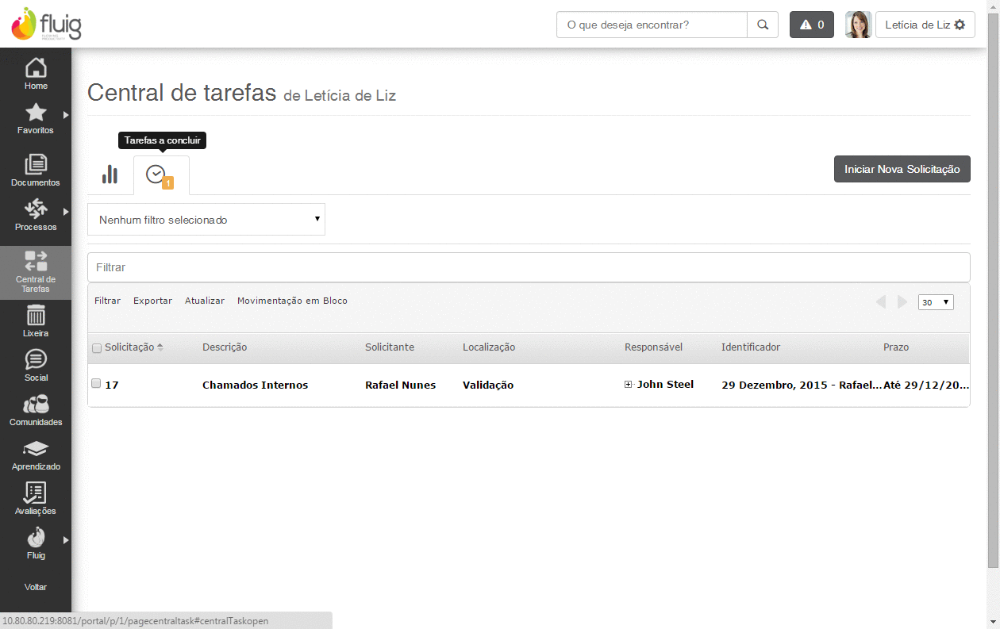 fluig
O que deseja encontrar?
0
Letícia de Liz
Home
Favoritos
Documentos
Processos
Central de
Tarefas
Lixeira
Social
Comunidades
Aprendizado
Avaliações
Fluig
Voltar
Central de tarefas de Letícia de Liz
Tarefas a concluir
1
Iniciar Nova Solicitação
Nenhum filtro selecionado
Filtrar
Filtrar Exportar Atualizar Movimentação em Bloco 30
Solicitação Descrição Solicitante Localização Responsável Identificador Prazo
17 Chamados Internos Rafael Nunes Validação John Steel 29 Dezembro, 2015 - Rafael... Até 29/12/20...
10.80.80.219:8081/portal/p/1/pagecentraltask#centralTaskopen